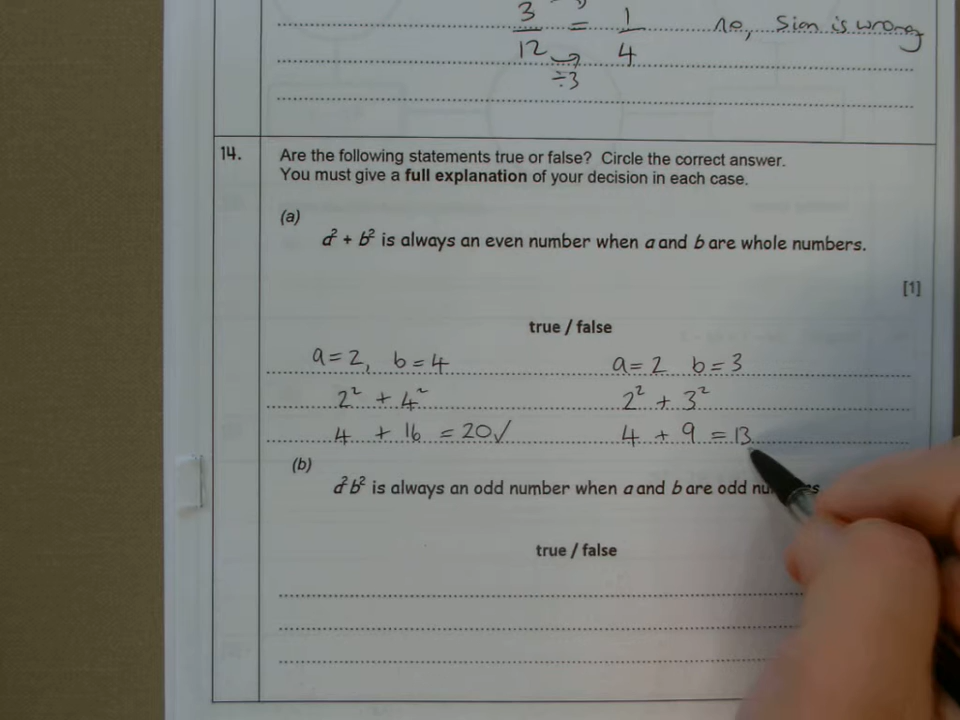 3/12 = 1/4 no, Sion is wrong
÷3
14. Are the following statements true or false? Circle the correct answer.
You must give a full explanation of your decision in each case.
(a)
a² + b² is always an even number when a and b are whole numbers.
[1]
true / false
a = 2, b = 4 a = 2 b = 3
2² + 4² 2² + 3²
4 + 16 = 20✓ 4 + 9 = 13
(b)
a²b² is always an odd number when a and b are odd
true / false